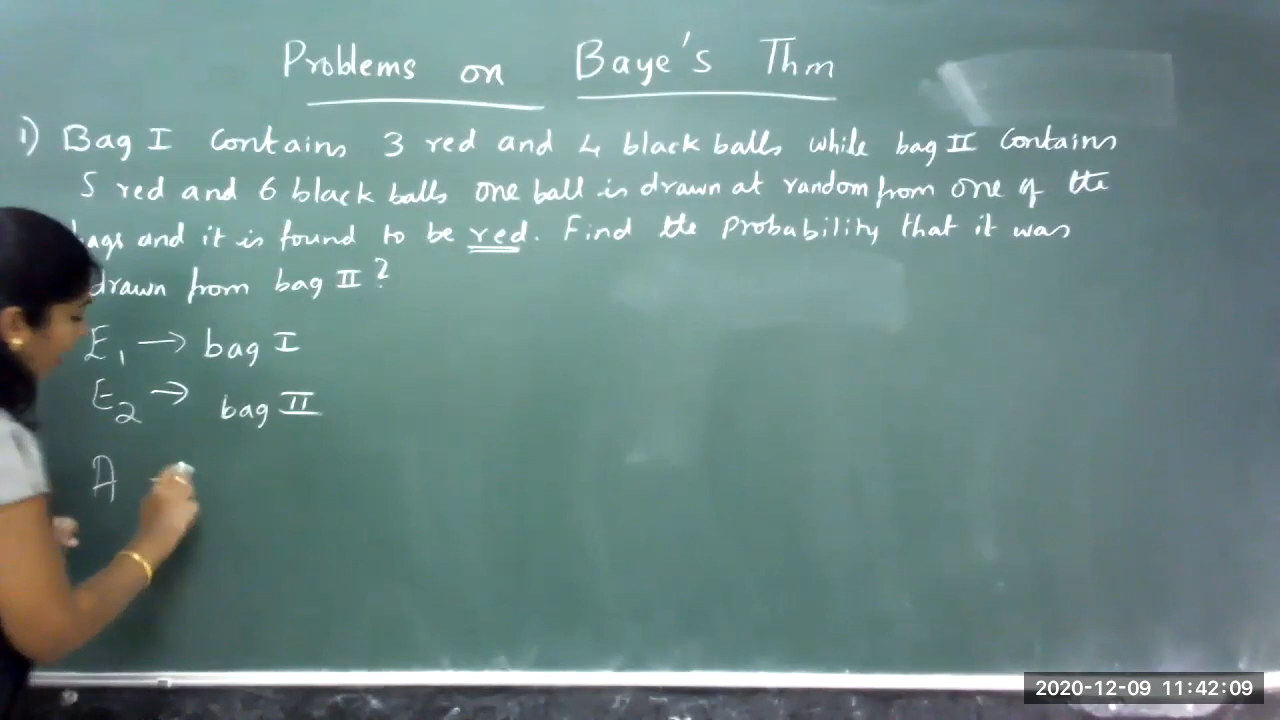 Problems on Baye's Thm
1) Bag I Contains 3 red and 4 black balls while bag II Contains
5 red and 6 black balls one ball is drawn at random from one of the
bags and it is found to be red. Find the Probability that it was
drawn from bag II?
E1 → bag I
E2 → bag II
A
2020-12-09 11:42:09